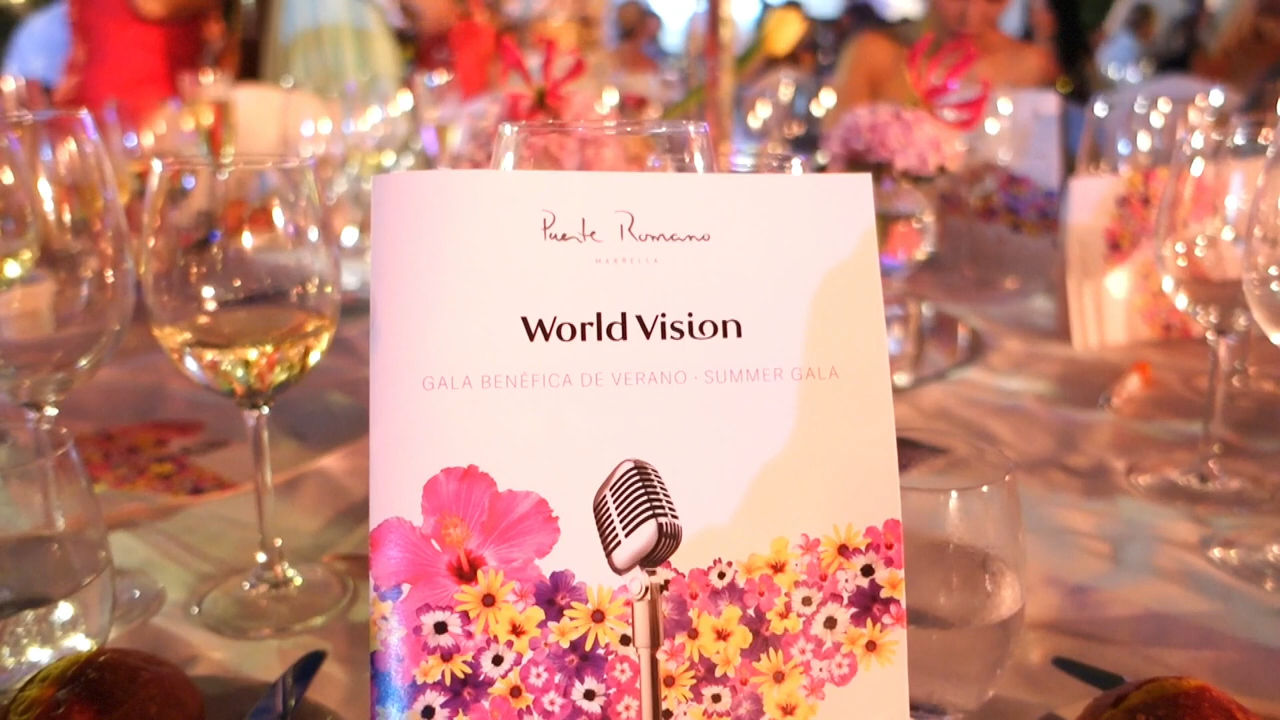 Puente Romano
MARBELLA
World Vision
GALA BENÉFICA DE VERANO · SUMMER GALA